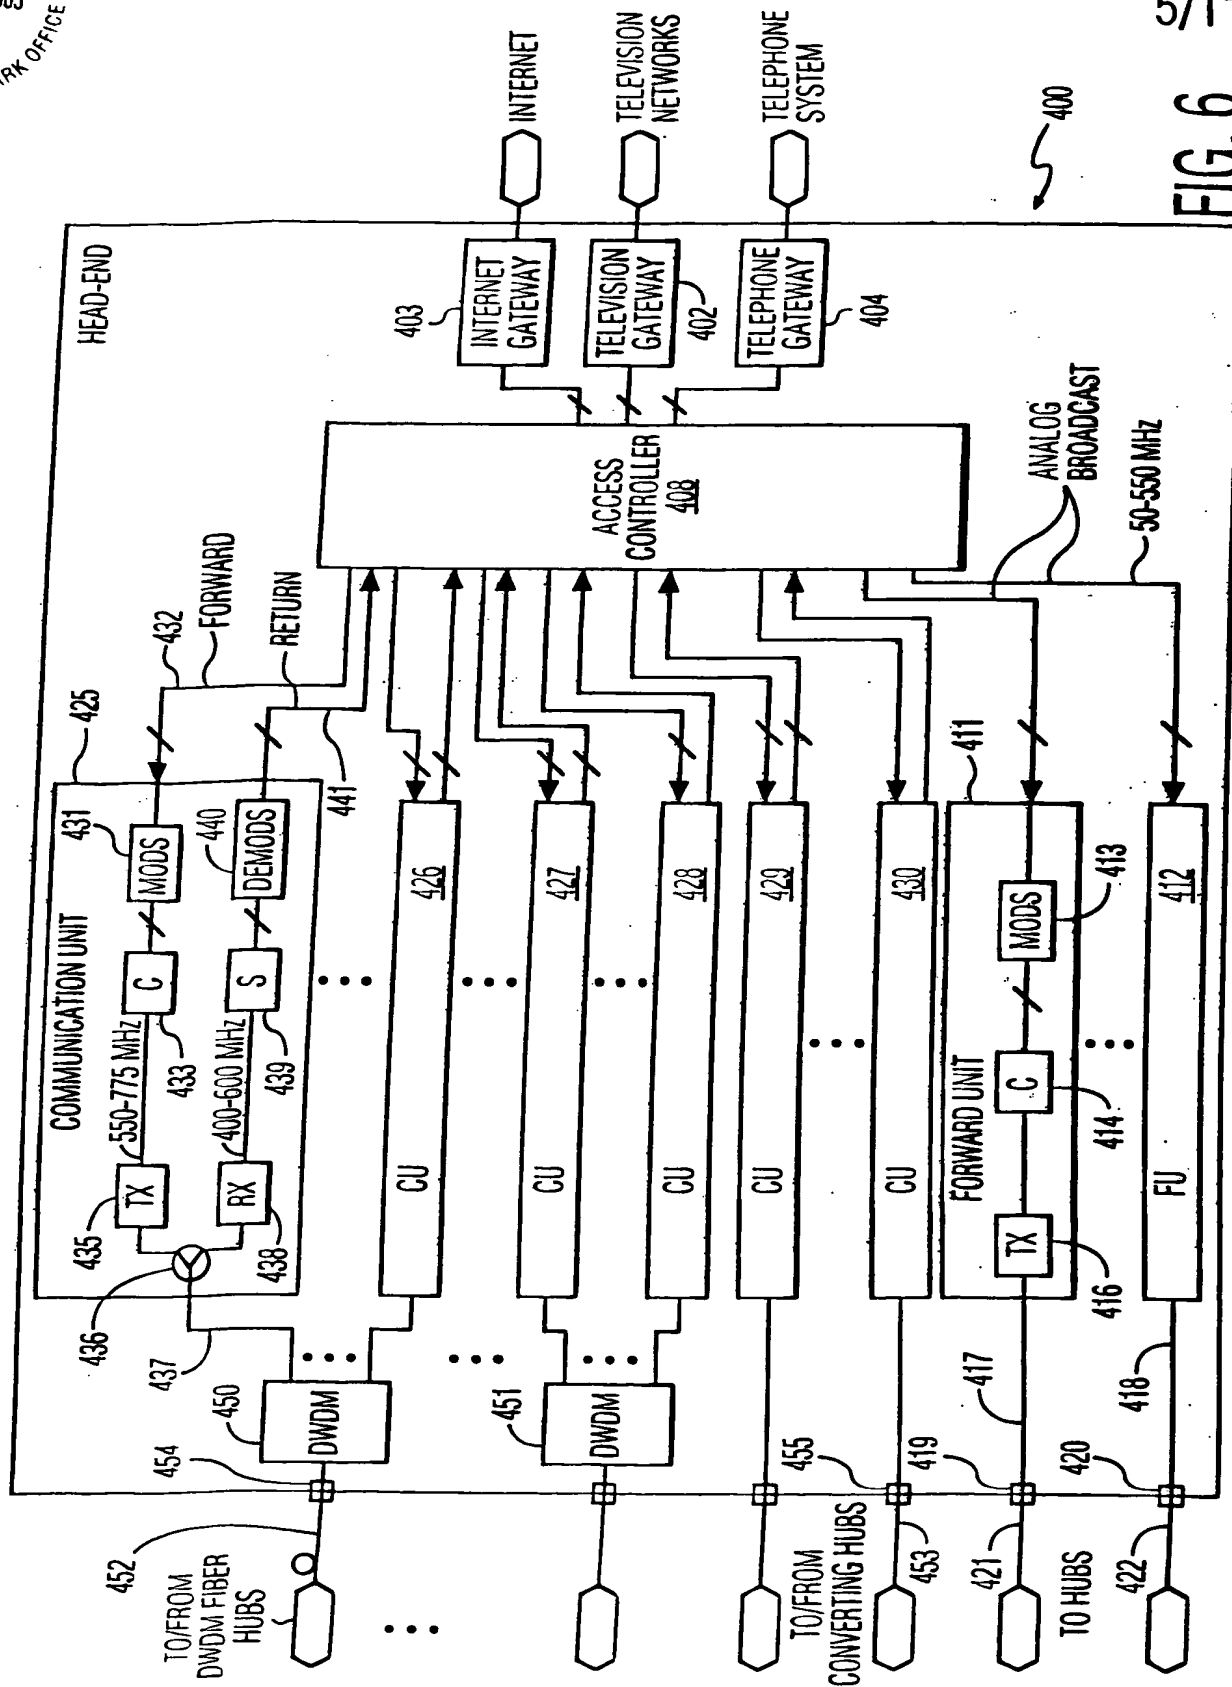 RK OFFICE
5/1
FIG. 6
400
HEAD-END
INTERNET
TELEVISION
NETWORKS
TELEPHONE
SYSTEM
403
INTERNET
GATEWAY
TELEVISION
GATEWAY
402
TELEPHONE
GATEWAY
404
ACCESS
CONTROLLER
408
ANALOG
BROADCAST
50-550 MHz
432
FORWARD
RETURN
441
425
COMMUNICATION UNIT
431
MODS
440
DEMODS
C
433
S
439
550-775 MHz
400-600 MHz
TX
435
RX
438
436
437
CU
426
CU
427
CU
428
CU
429
CU
430
411
FORWARD UNIT
MODS
413
C
414
TX
416
FU
412
450
DWDM
451
DWDM
454
452
TO/FROM
DWDM FIBER
HUBS
455
TO/FROM
CONVERTING HUBS
453
417
419
421
TO HUBS
418
420
422